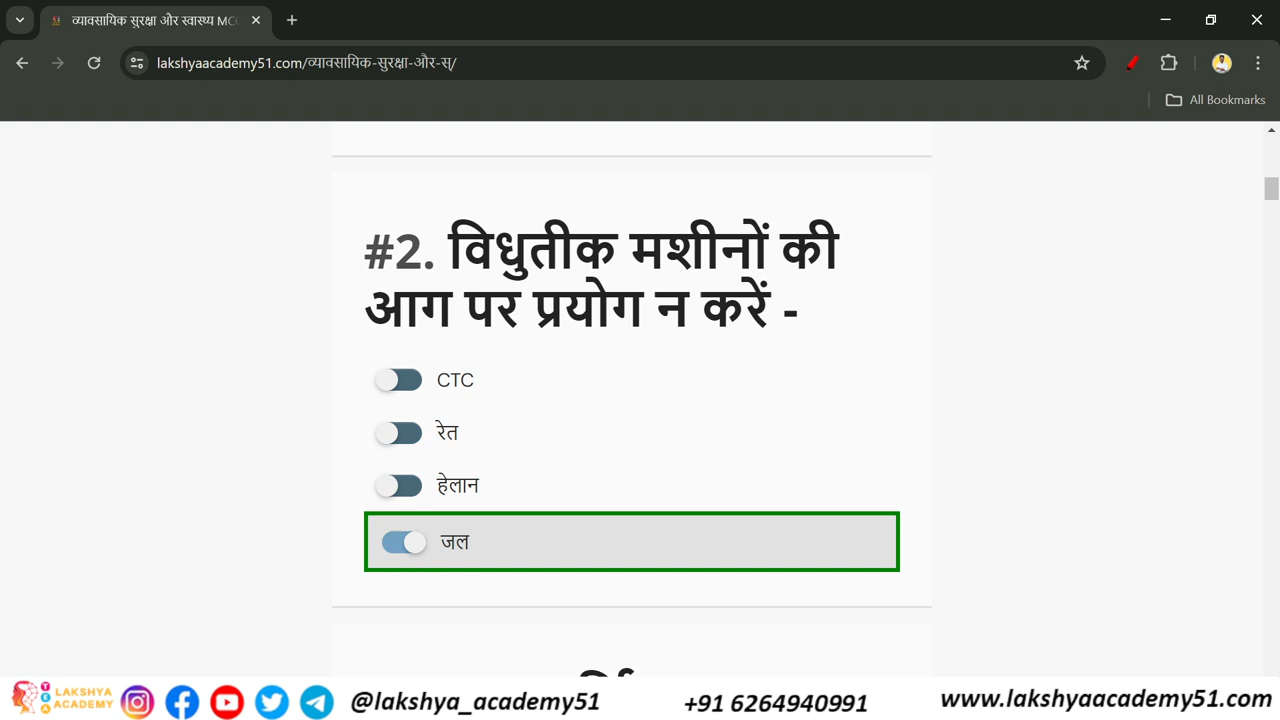 व्यावसायिक सुरक्षा और स्वास्थ्य MC
lakshyaacademy51.com/व्यावसायिक-सुरक्षा-और-स्/
All Bookmarks
#2. विधुतीक मशीनों की
आग पर प्रयोग न करें -
CTC
रेत
हेलान
जल
LAKSHYA
ACADEMY
TEA
@lakshya_academy51
+91 6264940991
www.lakshyaacademy51.com